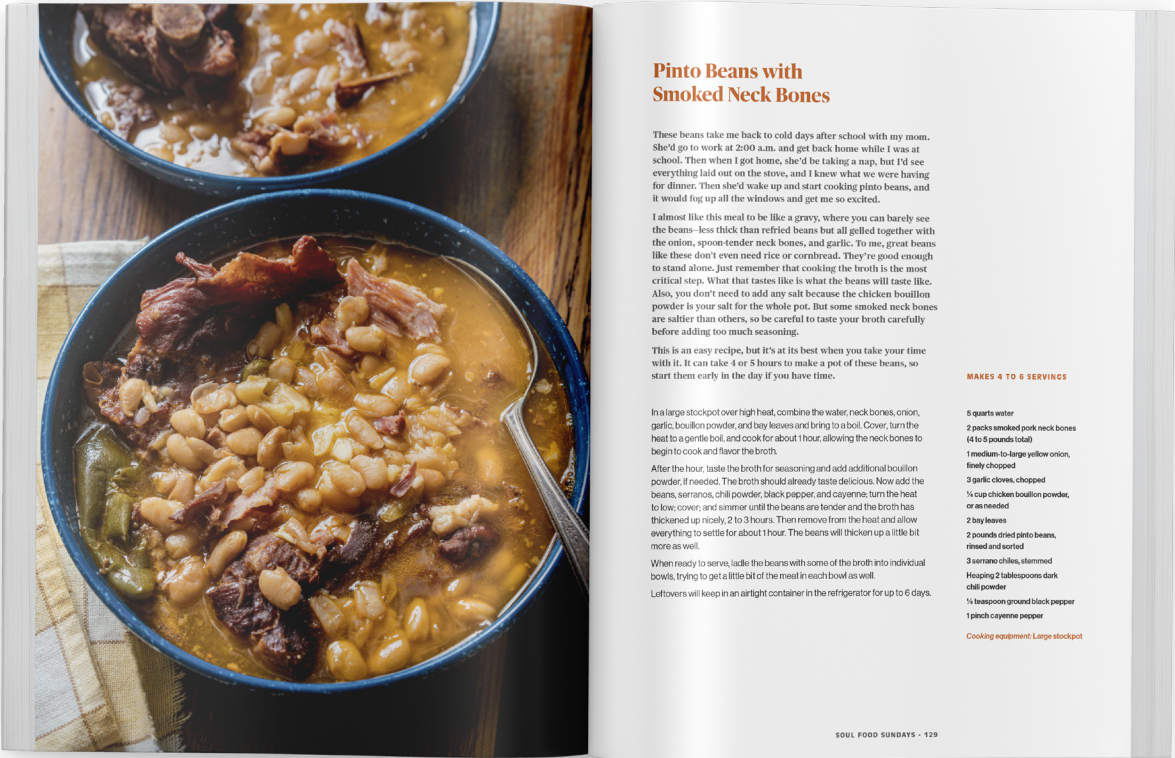 Pinto Beans with
Smoked Neck Bones
These beans take me back to cold days after school with my mom.
She'd go to work at 2:00 a.m. and get back home while I was at
school. Then when I got home, she'd be taking a nap, but I'd see
everything laid out on the stove, and I knew what we were having
for dinner. Then she'd wake up and start cooking pinto beans, and
it would fog up all the windows and get me so excited.
I almost like this meal to be like a gravy, where you can barely see
the beans—less thick than refried beans but all gelled together with
the onion, spoon-tender neck bones, and garlic. To me, great beans
like these don't even need rice or cornbread. They're good enough
to stand alone. Just remember that cooking the broth is the most
critical step. What that tastes like is what the beans will taste like.
Also, you don't need to add any salt because the chicken bouillon
powder is your salt for the whole pot. But some smoked neck bones
are saltier than others, so be careful to taste your broth carefully
before adding too much seasoning.
This is an easy recipe, but it's at its best when you take your time
with it. It can take 4 or 5 hours to make a pot of these beans, so
start them early in the day if you have time.
In a large stockpot over high heat, combine the water, neck bones, onion,
garlic, bouillon powder, and bay leaves and bring to a boil. Cover, turn the
heat to a gentle boil, and cook for about 1 hour, allowing the neck bones to
begin to cook and flavor the broth.
After the hour, taste the broth for seasoning and add additional bouillon
powder, if needed. The broth should already taste delicious. Now add the
beans, serranos, chili powder, black pepper, and cayenne; turn the heat
to low; cover; and simmer until the beans are tender and the broth has
thickened up nicely, 2 to 3 hours. Then remove from the heat and allow
everything to settle for about 1 hour. The beans will thicken up a little bit
more as well.
When ready to serve, ladle the beans with some of the broth into individual
bowls, trying to get a little bit of the meat in each bowl as well.
Leftovers will keep in an airtight container in the refrigerator for up to 6 days.
MAKES 4 TO 6 SERVINGS
5 quarts water
2 packs smoked pork neck bones
(4 to 5 pounds total)
1 medium-to-large yellow onion,
finely chopped
3 garlic cloves, chopped
¼ cup chicken bouillon powder,
or as needed
2 bay leaves
2 pounds dried pinto beans,
rinsed and sorted
3 serrano chiles, stemmed
Heaping 2 tablespoons dark
chili powder
¼ teaspoon ground black pepper
1 pinch cayenne pepper
Cooking equipment: Large stockpot
SOUL FOOD SUNDAYS • 129